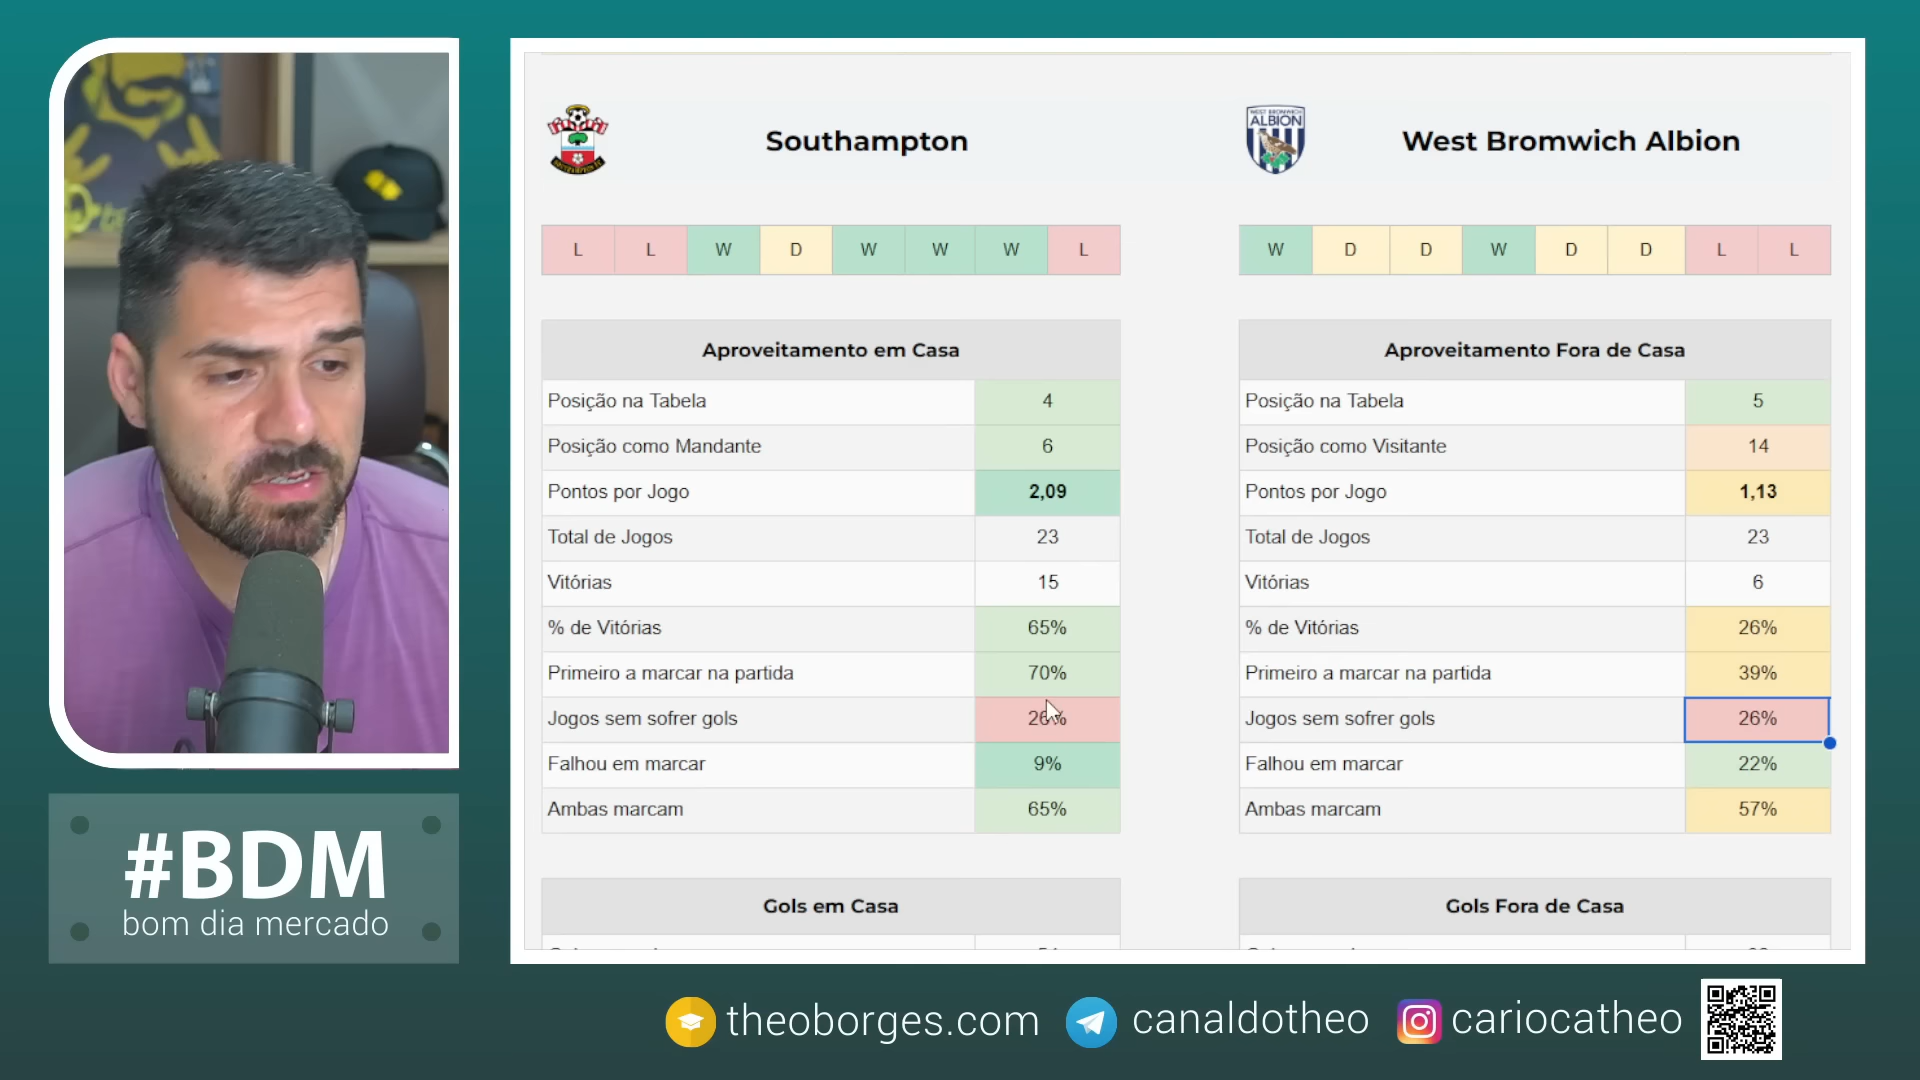 Southampton
WEST BROMWICH
ALBION
West Bromwich Albion
L L W D W W W L
W D D W D D L L
Aproveitamento em Casa
Posição na Tabela 4
Posição como Mandante 6
Pontos por Jogo 2,09
Total de Jogos 23
Vitórias 15
% de Vitórias 65%
Primeiro a marcar na partida 70%
Jogos sem sofrer gols 26%
Falhou em marcar 9%
Ambas marcam 65%
Aproveitamento Fora de Casa
Posição na Tabela 5
Posição como Visitante 14
Pontos por Jogo 1,13
Total de Jogos 23
Vitórias 6
% de Vitórias 26%
Primeiro a marcar na partida 39%
Jogos sem sofrer gols 26%
Falhou em marcar 22%
Ambas marcam 57%
Gols em Casa
Gols Fora de Casa
#BDM
bom dia mercado
theoborges.com
canaldotheo
cariocatheo